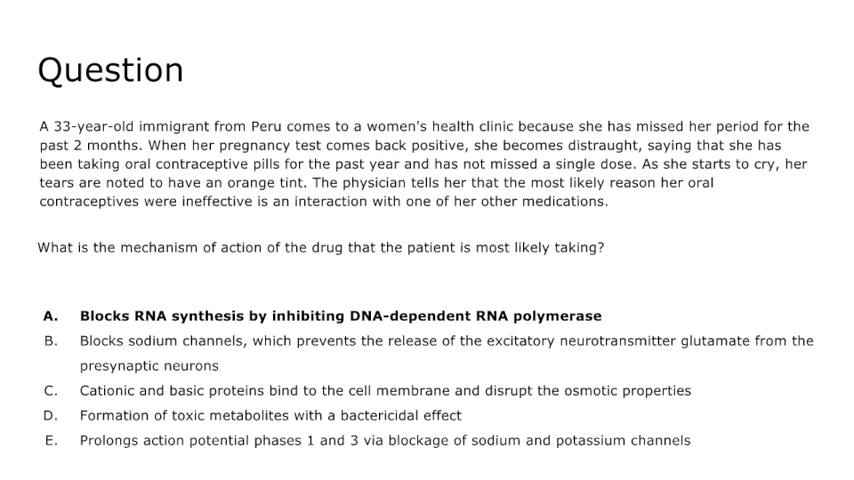 Question
A 33-year-old immigrant from Peru comes to a women's health clinic because she has missed her period for the
past 2 months. When her pregnancy test comes back positive, she becomes distraught, saying that she has
been taking oral contraceptive pills for the past year and has not missed a single dose. As she starts to cry, her
tears are noted to have an orange tint. The physician tells her that the most likely reason her oral
contraceptives were ineffective is an interaction with one of her other medications.
What is the mechanism of action of the drug that the patient is most likely taking?
A. Blocks RNA synthesis by inhibiting DNA-dependent RNA polymerase
B. Blocks sodium channels, which prevents the release of the excitatory neurotransmitter glutamate from the
presynaptic neurons
C. Cationic and basic proteins bind to the cell membrane and disrupt the osmotic properties
D. Formation of toxic metabolites with a bactericidal effect
E. Prolongs action potential phases 1 and 3 via blockage of sodium and potassium channels